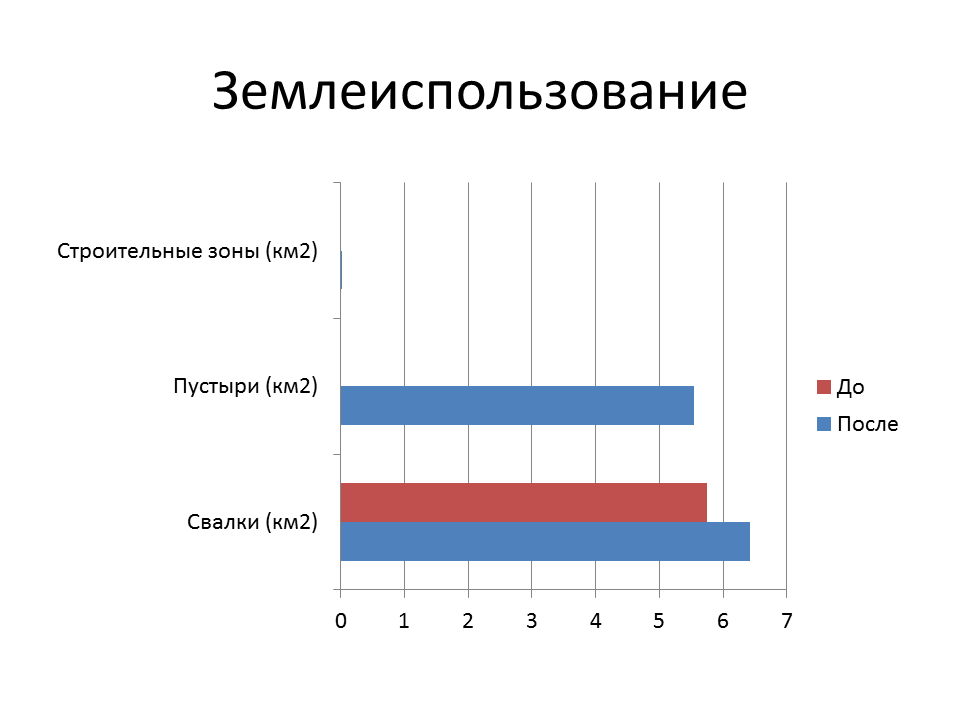 Землеиспользование
Строительные зоны (км2)
Пустыри (км2)
Свалки (км2)
До
После
0 1 2 3 4 5 6 7